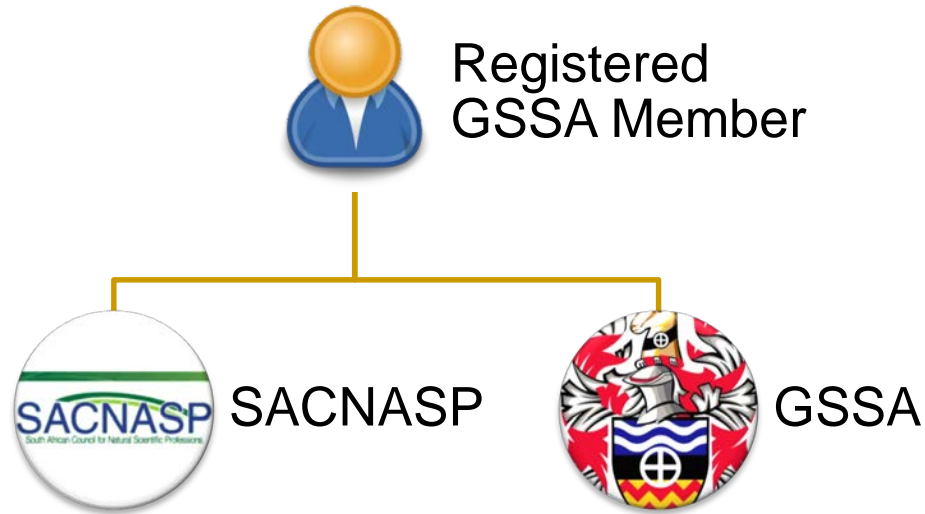 Registered
GSSA Member
SACNASP
South African Council for Natural Scientific Professions
SACNASP
GSSA